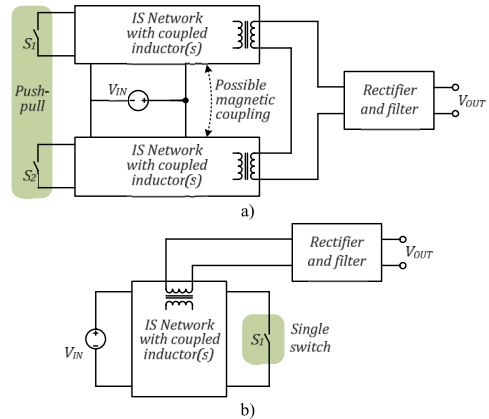 IS Network
with coupled
inductor(s)
S1
Push-
pull
VIN
- +
Possible
magnetic
coupling
Rectifier
and filter
VOUT
S2
IS Network
with coupled
inductor(s)
a)
Rectifier
and filter
VOUT
VIN
+
-
IS Network
with coupled
inductor(s)
S1
Single
switch
b)